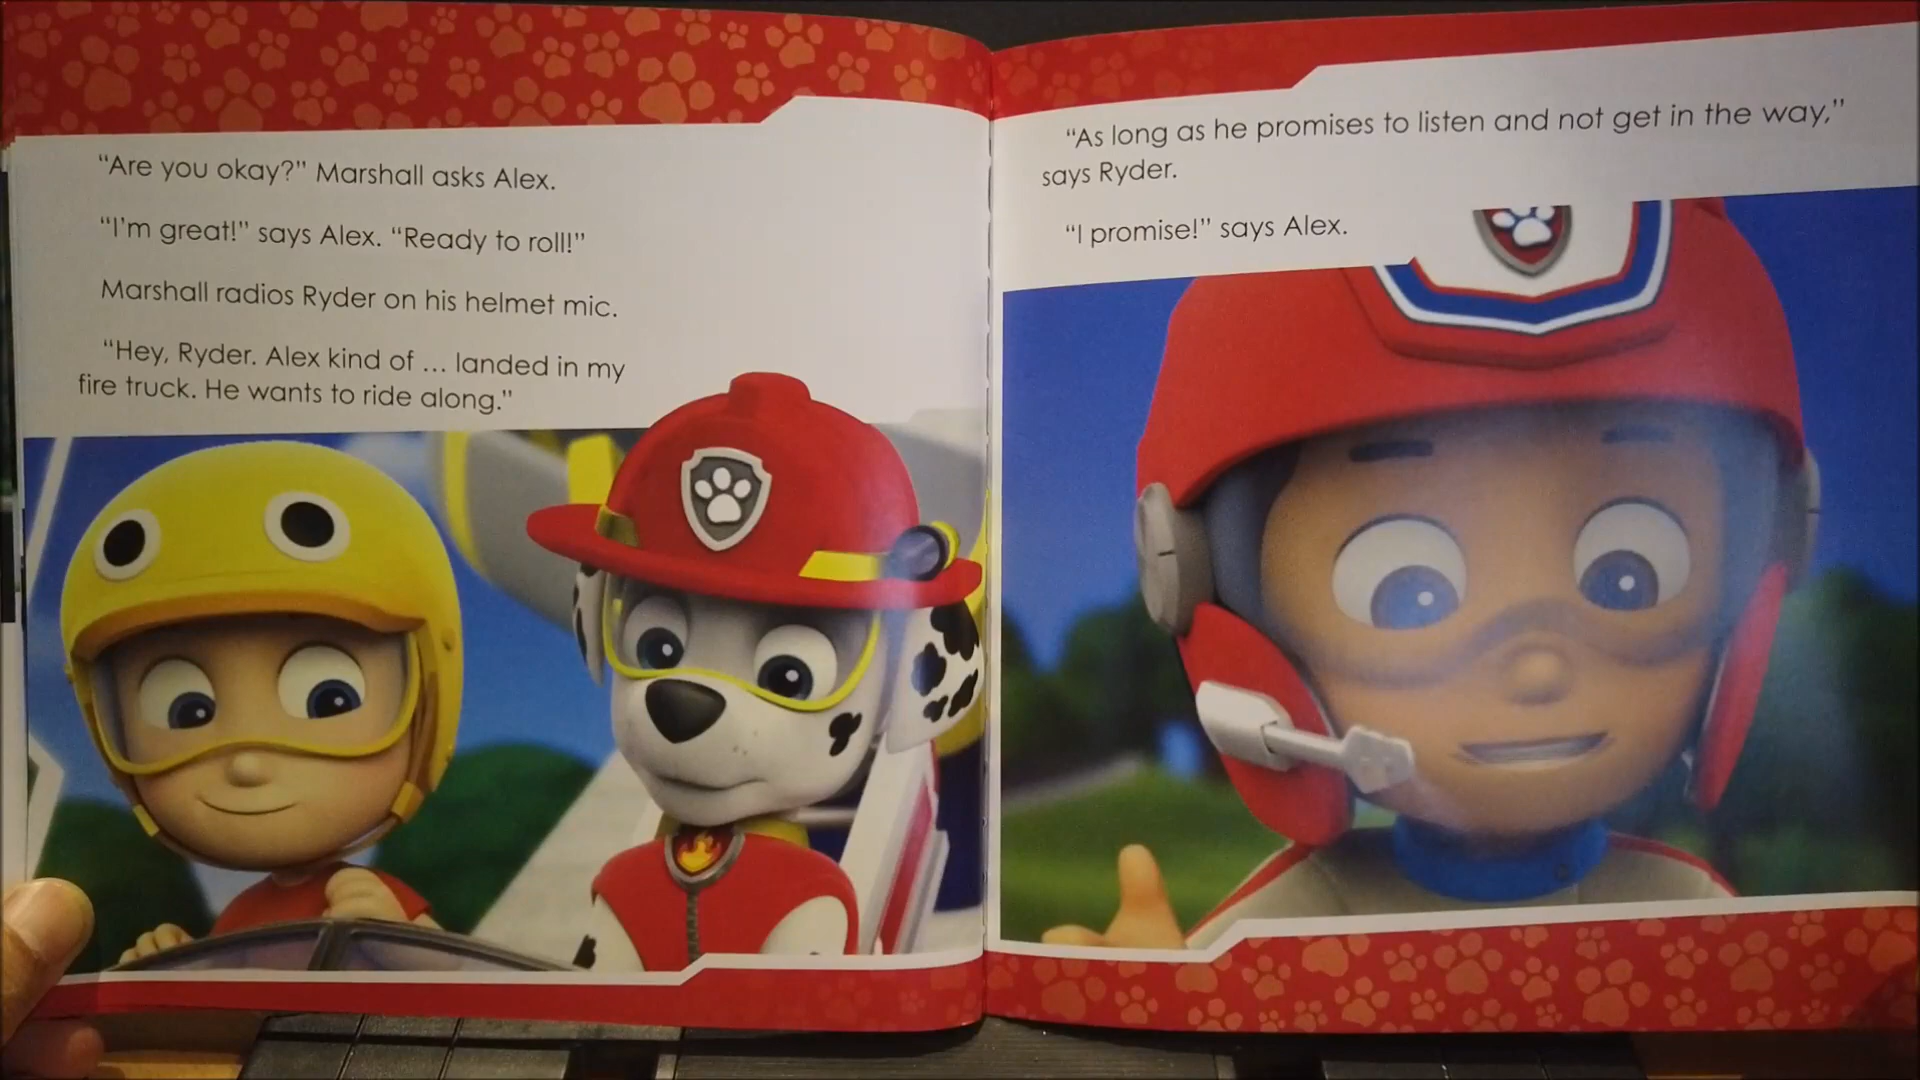 “Are you okay?” Marshall asks Alex.
“I’m great!” says Alex. “Ready to roll!”
Marshall radios Ryder on his helmet mic.
“Hey, Ryder. Alex kind of … landed in my
fire truck. He wants to ride along.”
“As long as he promises to listen and not get in the way,”
says Ryder.
“I promise!” says Alex.